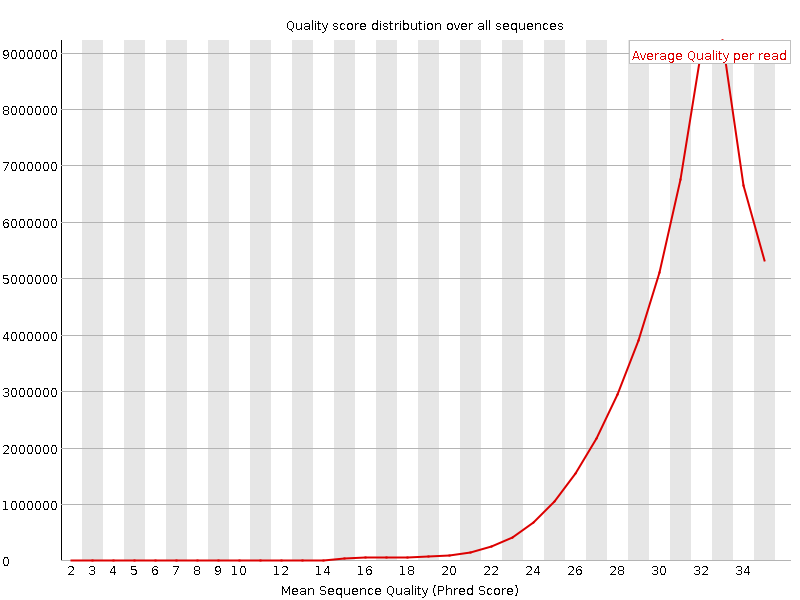 Quality score distribution over all sequences
Average Quality per read
9000000
8000000
7000000
6000000
5000000
4000000
3000000
2000000
1000000
0
2 3 4 5 6 7 8 9 10 12 14 16 18 20 22 24 26 28 30 32 34
Mean Sequence Quality (Phred Score)